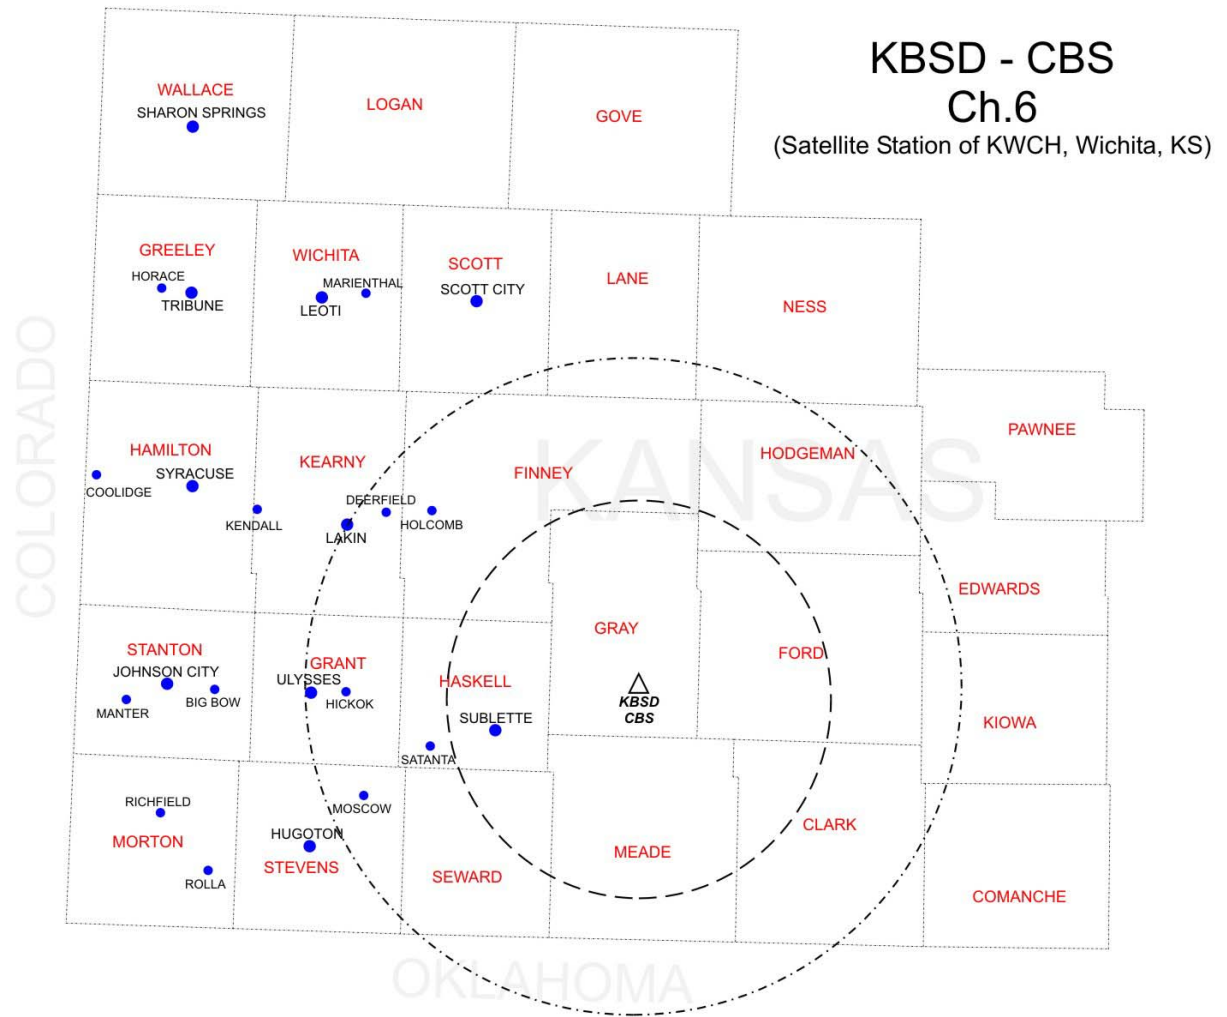 KBSD - CBS
Ch.6
(Satellite Station of KWCH, Wichita, KS)
WALLACE
SHARON SPRINGS
LOGAN
GOVE
GREELEY
HORACE
TRIBUNE
WICHITA
MARIENTHAL
LEOTI
SCOTT
SCOTT CITY
LANE
NESS
COLORADO
KANSAS
HAMILTON
SYRACUSE
COOLIDGE
KENDALL
KEARNY
DEERFIELD
LAKIN
HOLCOMB
FINNEY
HODGEMAN
PAWNEE
EDWARDS
STANTON
JOHNSON CITY
BIG BOW
MANTER
GRANT
ULYSSES
HICKOK
HASKELL
SUBLETTE
SATANTA
GRAY
KBSD
CBS
FORD
KIOWA
RICHFIELD
MORTON
ROLLA
MOSCOW
HUGOTON
STEVENS
SEWARD
MEADE
CLARK
COMANCHE
OKLAHOMA